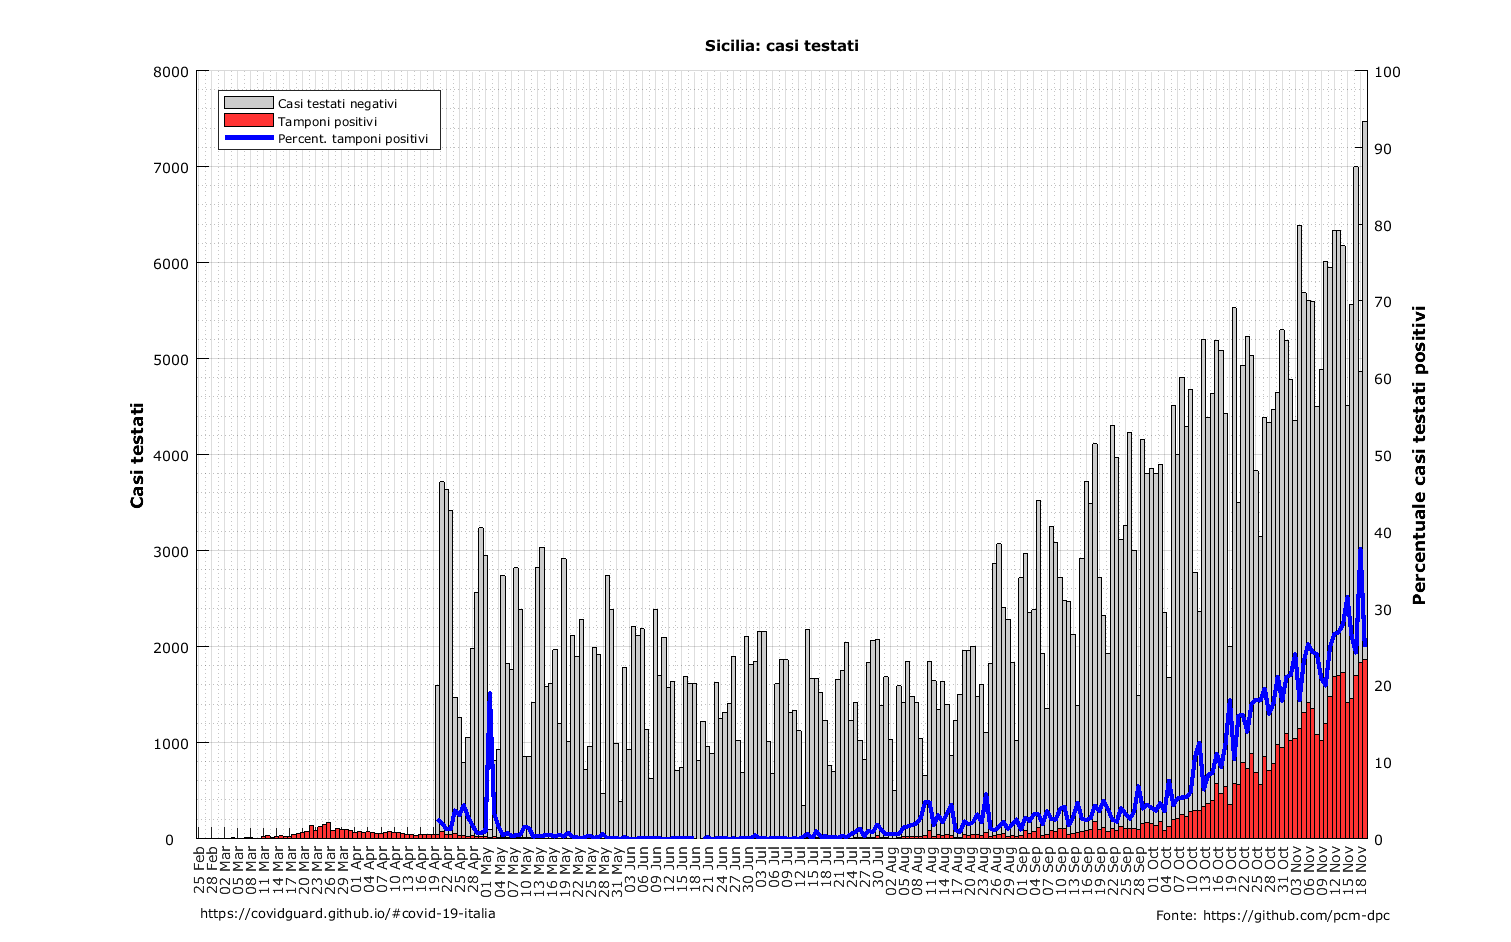 Sicilia: casi testati
8000
7000
6000
5000
4000
3000
2000
1000
0
Casi testati
Casi testati negativi
Tamponi positivi
Percent. tamponi positivi
100
90
80
70
60
50
40
30
20
10
0
Percentuale casi testati positivi
25 Feb
28 Feb
02 Mar
05 Mar
08 Mar
11 Mar
14 Mar
17 Mar
20 Mar
23 Mar
26 Mar
29 Mar
01 Apr
04 Apr
07 Apr
10 Apr
13 Apr
16 Apr
19 Apr
22 Apr
25 Apr
28 Apr
01 May
04 May
07 May
10 May
13 May
16 May
19 May
22 May
25 May
28 May
31 May
03 Jun
06 Jun
09 Jun
12 Jun
15 Jun
18 Jun
21 Jun
24 Jun
27 Jun
30 Jun
03 Jul
06 Jul
09 Jul
12 Jul
15 Jul
18 Jul
21 Jul
24 Jul
27 Jul
30 Jul
02 Aug
05 Aug
08 Aug
11 Aug
14 Aug
17 Aug
20 Aug
23 Aug
26 Aug
29 Aug
01 Sep
04 Sep
07 Sep
10 Sep
13 Sep
16 Sep
19 Sep
22 Sep
25 Sep
28 Sep
01 Oct
04 Oct
07 Oct
10 Oct
13 Oct
16 Oct
19 Oct
22 Oct
25 Oct
28 Oct
31 Oct
03 Nov
06 Nov
09 Nov
12 Nov
15 Nov
18 Nov
https://covidguard.github.io/#covid-19-italia
Fonte: https://github.com/pcm-dpc